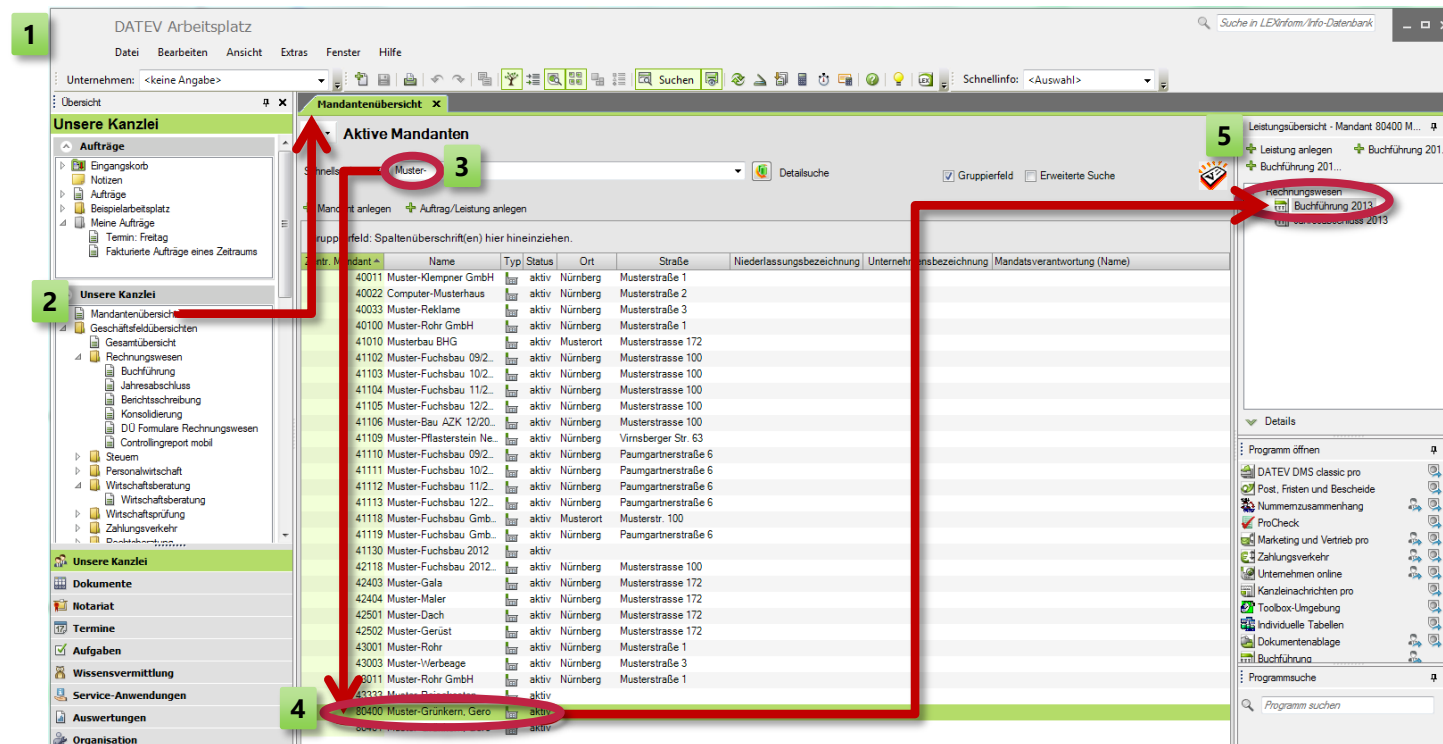 1
DATEV Arbeitsplatz
Suche in LEXinform/Info-Datenbank
Datei Bearbeiten Ansicht Extras Fenster Hilfe
Unternehmen: <keine Angabe>
Suchen
LEX
Schnellinfo: <Auswahl>
Übersicht
Unsere Kanzlei
Aufträge
Eingangskorb
Notizen
Aufträge
Beispielarbeitsplatz
Meine Aufträge
Termin: Freitag
Fakturierte Aufträge eines Zeitraums
2
Unsere Kanzlei
Mandantenübersicht
Geschäftsfeldübersichten
Gesamtübersicht
Rechnungswesen
Buchführung
Jahresabschluss
Berichtsschreibung
Konsolidierung
DÜ Formulare Rechnungswesen
Controllingreport mobil
Steuern
Personalwirtschaft
Wirtschaftsberatung
Wirtschaftsberatung
Wirtschaftsprüfung
Zahlungsverkehr
Rechtsberatung
Unsere Kanzlei
Dokumente
Notariat
Termine
Aufgaben
Wissensvermittlung
Service-Anwendungen
Auswertungen
Organisation
Mandantenübersicht
Aktive Mandanten
Muster-
3
Detailsuche
Gruppierfeld Erweiterte Suche
Mandant anlegen Auftrag/Leistung anlegen
Spaltenüberschrift(en) hier hineinziehen.
Mandant Name Typ Status Ort Straße Niederlassungsbezeichnung Unternehmensbezeichnung Mandatsverantwortung (Name)
40011 Muster-Klempner GmbH aktiv Nürnberg Musterstraße 1
40022 Computer-Musterhaus aktiv Nürnberg Musterstraße 2
40033 Muster-Reklame aktiv Nürnberg Musterstraße 3
40100 Muster-Rohr GmbH aktiv Nürnberg Musterstraße 1
41010 Musterbau BHG aktiv Musterort Musterstrasse 172
41102 Muster-Fuchsbau 09/2... aktiv Nürnberg Musterstrasse 100
41103 Muster-Fuchsbau 10/2... aktiv Nürnberg Musterstrasse 100
41104 Muster-Fuchsbau 11/2... aktiv Nürnberg Musterstrasse 100
41105 Muster-Fuchsbau 12/2... aktiv Nürnberg Musterstrasse 100
41106 Muster-Bau AZK 12/20... aktiv Nürnberg Musterstrasse 100
41109 Muster-Pflasterstein Ne... aktiv Nürnberg Virnsberger Str. 63
41110 Muster-Fuchsbau 09/2... aktiv Nürnberg Paumgartnerstraße 6
41111 Muster-Fuchsbau 10/2... aktiv Nürnberg Paumgartnerstraße 6
41112 Muster-Fuchsbau 11/2... aktiv Nürnberg Paumgartnerstraße 6
41113 Muster-Fuchsbau 12/2... aktiv Nürnberg Paumgartnerstraße 6
41118 Muster-Fuchsbau Gmb... aktiv Musterort Musterstr. 100
41119 Muster-Fuchsbau Gmb... aktiv Nürnberg Paumgartnerstraße 6
41130 Muster-Fuchsbau 2012 aktiv
42118 Muster-Fuchsbau 2012... aktiv Nürnberg Musterstrasse 100
42403 Muster-Gala aktiv Nürnberg Musterstrasse 172
42404 Muster-Maler aktiv Nürnberg Musterstrasse 172
42501 Muster-Dach aktiv Nürnberg Musterstrasse 172
42502 Muster-Gerüst aktiv Nürnberg Musterstrasse 172
43001 Muster-Rohr aktiv Nürnberg Musterstraße 1
43003 Muster-Werbeage aktiv Nürnberg Musterstraße 3
Muster-Rohr GmbH aktiv Nürnberg Musterstraße 1
43333 aktiv
4
80400 Muster-Grünkern, Gero aktiv
aktiv
5
Leistungsübersicht - Mandant 80400 M...
Leistung anlegen Buchführung 201...
Buchführung 201...
Rechnungswesen
Buchführung 2013
Jahresabschluss 2013
Details
Programm öffnen
DATEV DMS classic pro
Post, Fristen und Bescheide
Nummernzusammenhang
ProCheck
Marketing und Vertrieb pro
Zahlungsverkehr
Unternehmen online
Kanzleinachrichten pro
Toolbox-Umgebung
Individuelle Tabellen
Dokumentenablage
Buchführung
Programmsuche
Programm suchen